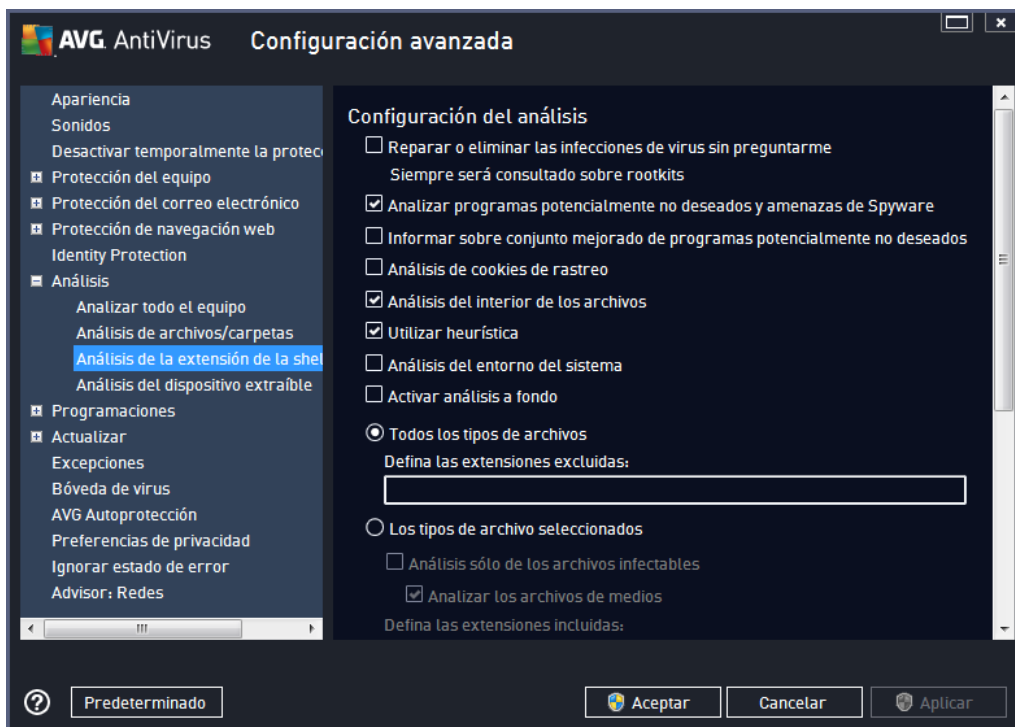 AVG. AntiVirus
Configuración avanzada
Apariencia
Sonidos
Desactivar temporalmente la protec
Protección del equipo
Protección del correo electrónico
Protección de navegación web
Identity Protection
Análisis
Analizar todo el equipo
Análisis de archivos/carpetas
Análisis de la extensión de la shel
Análisis del dispositivo extraíble
Programaciones
Actualizar
Excepciones
Bóveda de virus
AVG Autoprotección
Preferencias de privacidad
Ignorar estado de error
Advisor: Redes
Configuración del análisis
Reparar o eliminar las infecciones de virus sin preguntarme
Siempre será consultado sobre rootkits
Analizar programas potencialmente no deseados y amenazas de Spyware
Informar sobre conjunto mejorado de programas potencialmente no deseados
Análisis de cookies de rastreo
Análisis del interior de los archivos
Utilizar heurística
Análisis del entorno del sistema
Activar análisis a fondo
Todos los tipos de archivos
Defina las extensiones excluidas:
Los tipos de archivo seleccionados
Análisis sólo de los archivos infectables
Analizar los archivos de medios
Defina las extensiones incluidas:
Predeterminado
Aceptar
Cancelar
Aplicar